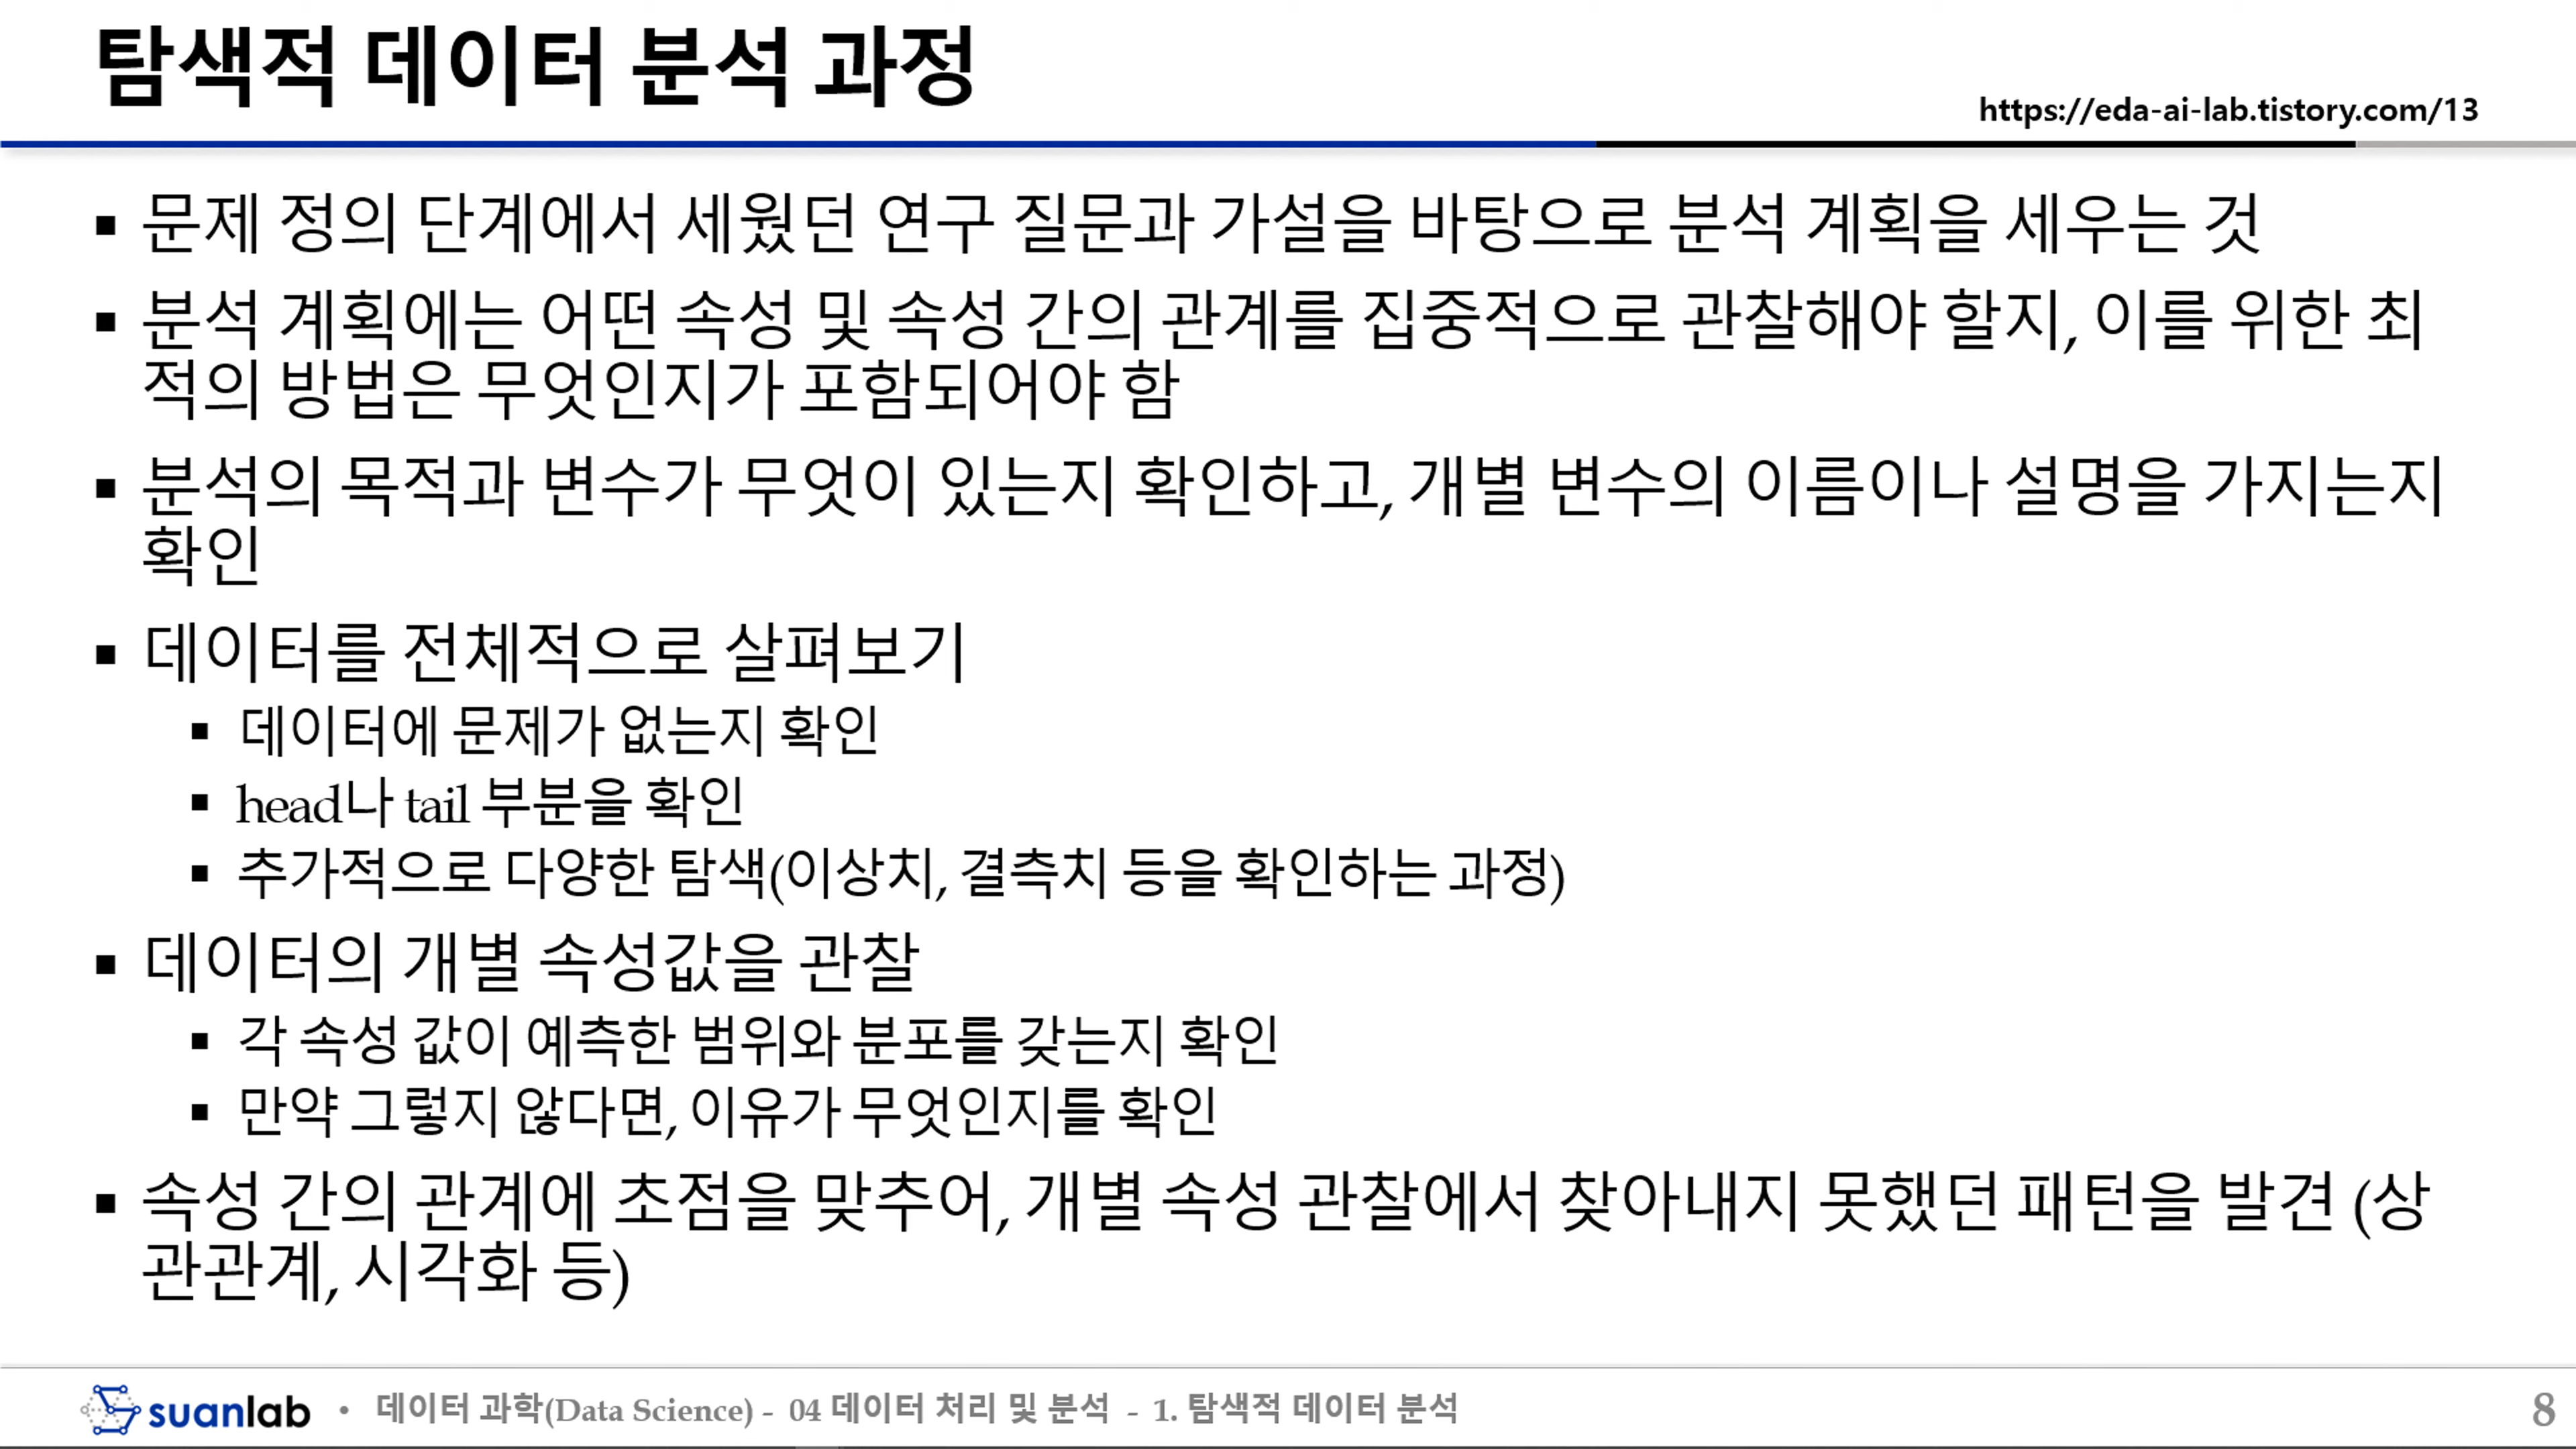 탐색적 데이터 분석 과정
https://eda-ai-lab.tistory.com/13
▪ 문제 정의 단계에서 세웠던 연구 질문과 가설을 바탕으로 분석 계획을 세우는 것
▪ 분석 계획에는 어떤 속성 및 속성 간의 관계를 집중적으로 관찰해야 할지, 이를 위한 최
적의 방법은 무엇인지가 포함되어야 함
▪ 분석의 목적과 변수가 무엇이 있는지 확인하고, 개별 변수의 이름이나 설명을 가지는지
확인
▪ 데이터를 전체적으로 살펴보기
▪ 데이터에 문제가 없는지 확인
▪ head나 tail 부분을 확인
▪ 추가적으로 다양한 탐색(이상치, 결측치 등을 확인하는 과정)
▪ 데이터의 개별 속성값을 관찰
▪ 각 속성 값이 예측한 범위와 분포를 갖는지 확인
▪ 만약 그렇지 않다면, 이유가 무엇인지를 확인
▪ 속성 간의 관계에 초점을 맞추어, 개별 속성 관찰에서 찾아내지 못했던 패턴을 발견 (상
관관계, 시각화 등)
suanlab • 데이터 과학(Data Science) - 04 데이터 처리 및 분석 - 1. 탐색적 데이터 분석
8